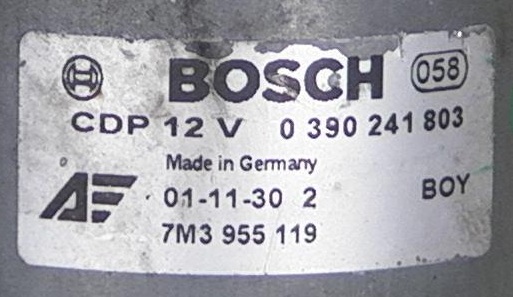 BOSCH 058
CDP 12 V 0 390 241 803
Made in Germany
01-11-30 2 BOY
7M3 955 119